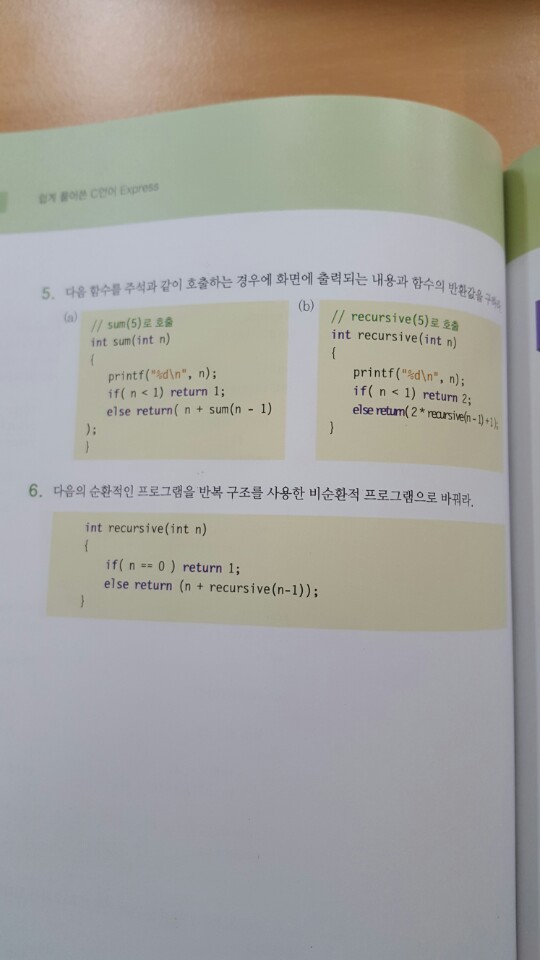 쉽게 풀어쓴 C언어 Express
5. 다음 함수를 주석과 같이 호출하는 경우에 화면에 출력되는 내용과 함수의 반환값을 구하라.
(a)
// sum(5)로 호출
int sum(int n)
{
printf("%d\n", n);
if( n < 1) return 1;
else return( n + sum(n - 1)
);
}
(b)
// recursive(5)로 호출
int recursive(int n)
{
printf("%d\n", n);
if( n < 1) return 2;
else return( 2 * recursive(n - 1) + 1);
}
6. 다음의 순환적인 프로그램을 반복 구조를 사용한 비순환적 프로그램으로 바꿔라.
int recursive(int n)
{
if( n == 0 ) return 1;
else return (n + recursive(n-1));
}